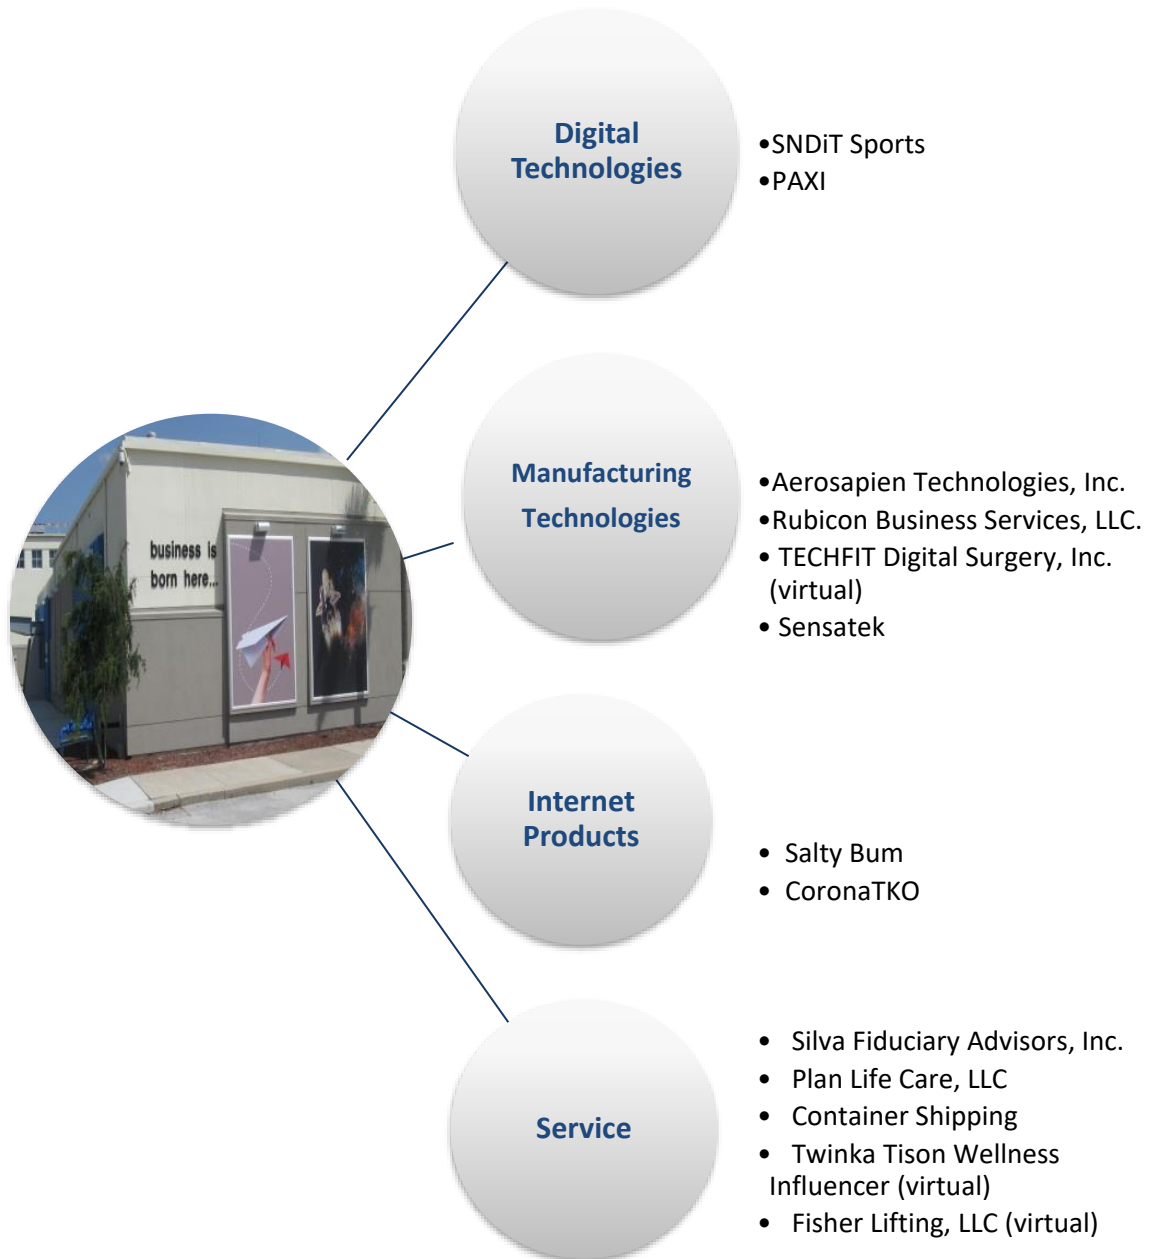 Digital
Technologies
•SNDiT Sports
•PAXI
Manufacturing
Technologies
•Aerosapien Technologies, Inc.
•Rubicon Business Services, LLC.
• TECHFIT Digital Surgery, Inc.
(virtual)
• Sensatek
business is
born here...
Internet
Products
• Salty Bum
• CoronaTKO
Service
• Silva Fiduciary Advisors, Inc.
• Plan Life Care, LLC
• Container Shipping
• Twinka Tison Wellness
Influencer (virtual)
• Fisher Lifting, LLC (virtual)